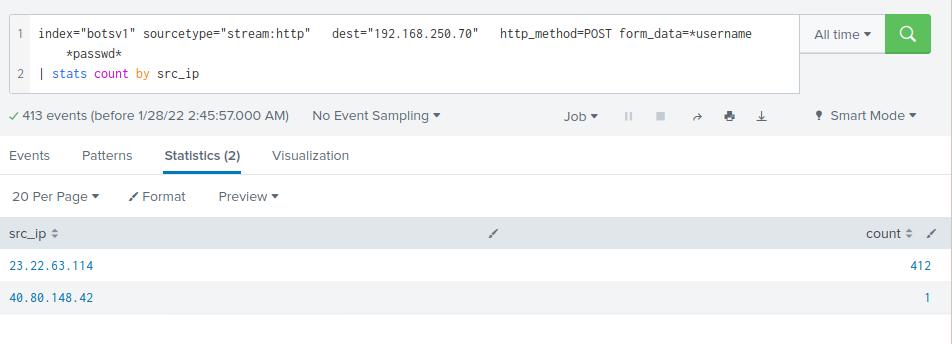 1 index="botsv1" sourcetype="stream:http" dest="192.168.250.70" http_method=POST form_data=*username
*passwd*
2 | stats count by src_ip
All time
413 events (before 1/28/22 2:45:57.000 AM) No Event Sampling Job Smart Mode
Events Patterns Statistics (2) Visualization
20 Per Page Format Preview
src_ip count
23.22.63.114 412
40.80.148.42 1